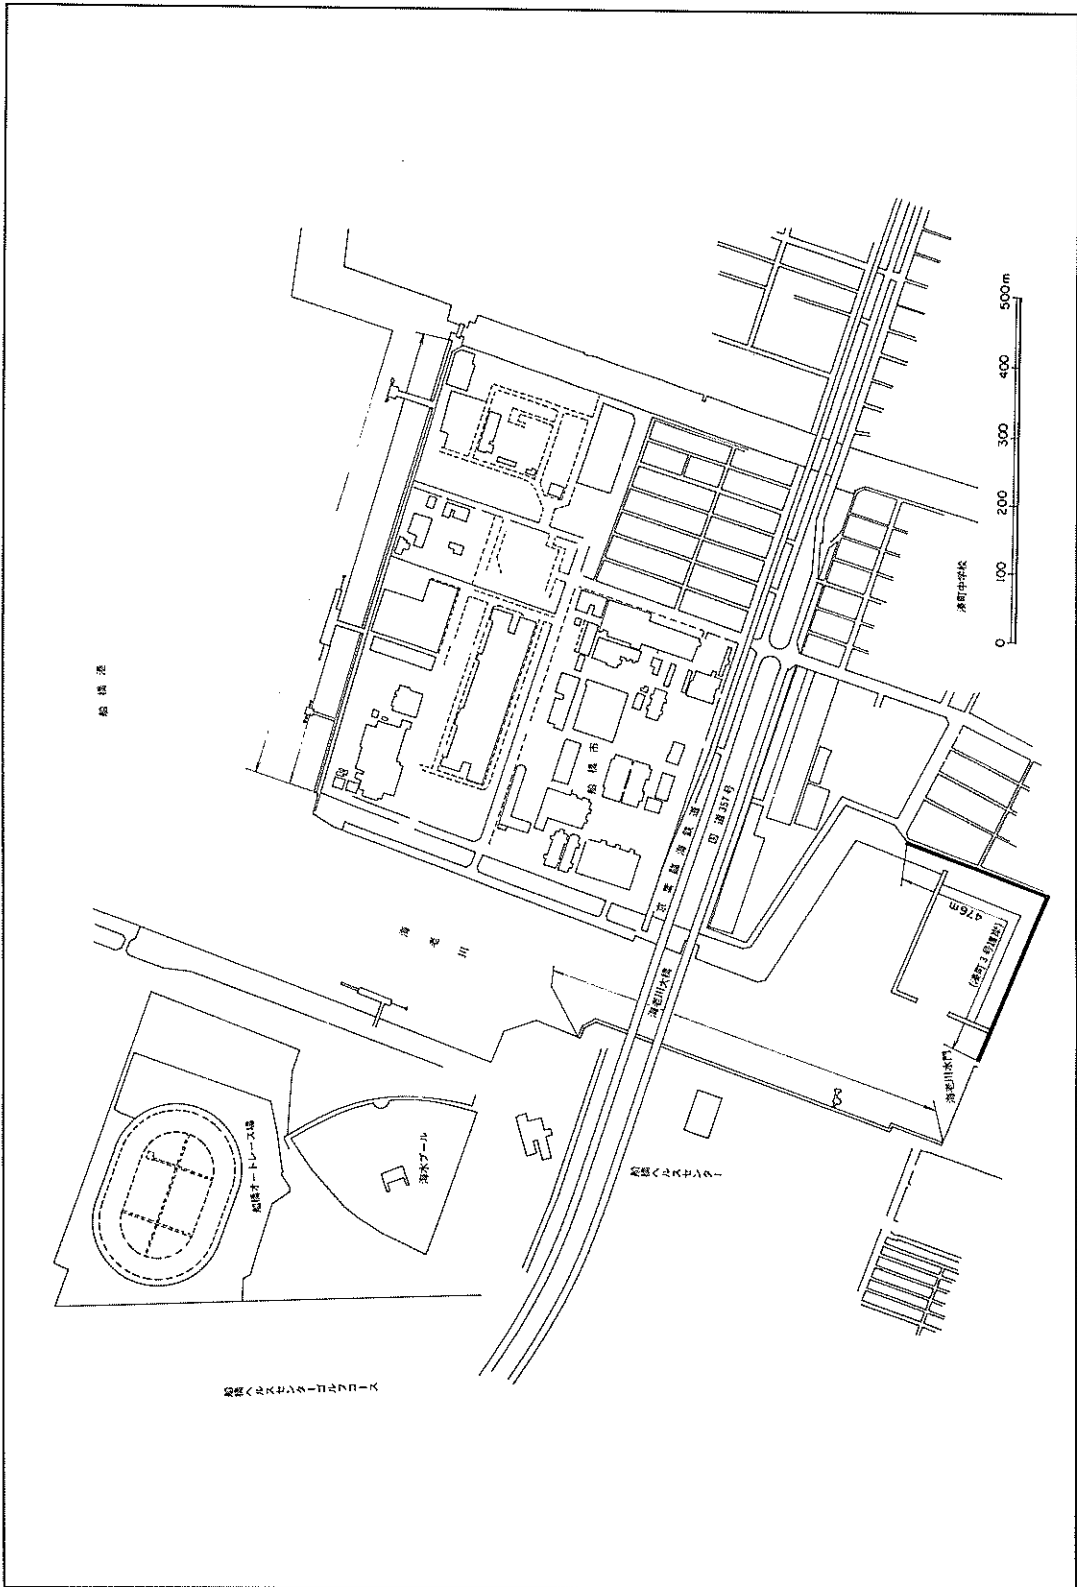 船橋港
船橋市
海老川
京葉臨海鉄道
国道357号
海老川大橋
湊町中学校
0 100 200 300 400 500m
476m
(湊町3号護岸)
海老川水門
船橋ヘルスセンター
海水プール
船橋オートレース場
船橋ヘルスセンターゴルフコース